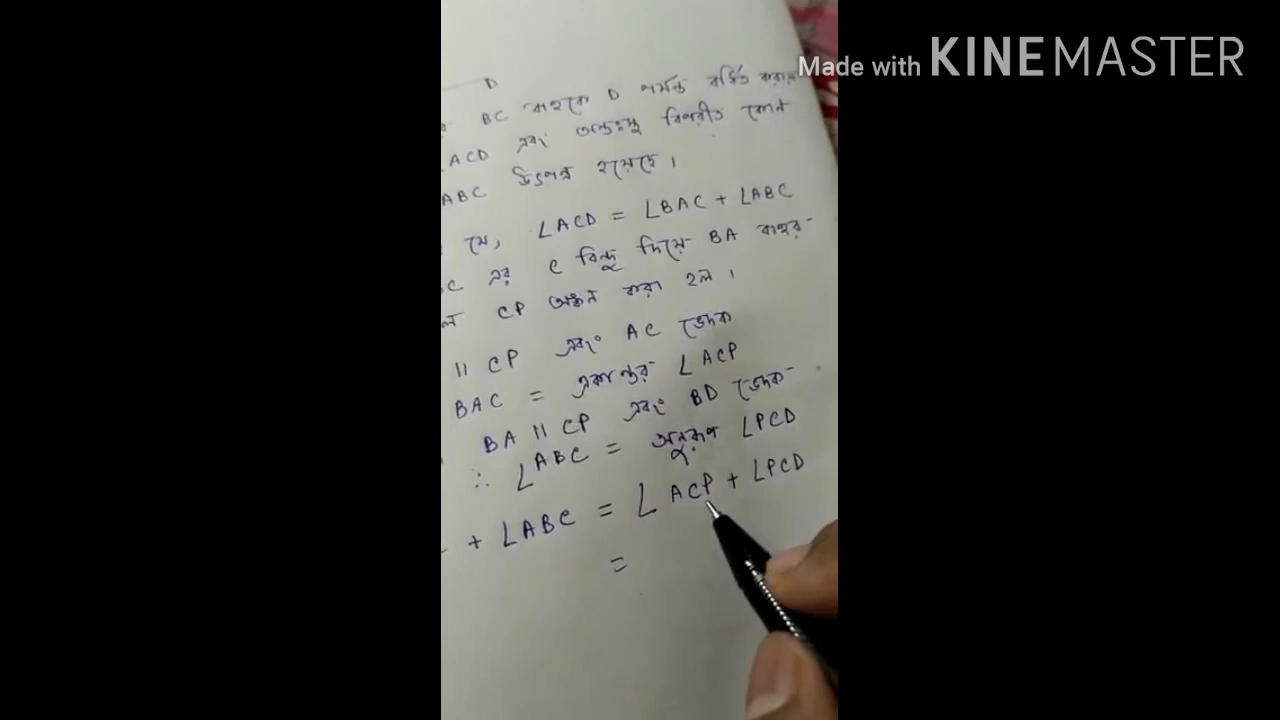 Made with KINEMASTER
D
BC বাহুকে D পর্যন্ত বর্ধিত করায়
ACD এবং অন্তঃস্থ বিপরীত কোন
ABC উৎপন্ন হয়েছে।
যে, ∠ACD = ∠BAC + ∠ABC
C এর C বিন্দু দিয়ে BA বাহুর
CP অঙ্কন করা হল।
|| CP এবং AC ভেদক
BAC = একান্তর ∠ACP
BA || CP এবং BD ভেদক
∴ ∠ABC = অনুরূপ ∠PCD
+ ∠ABC = ∠ACP + ∠PCD
=